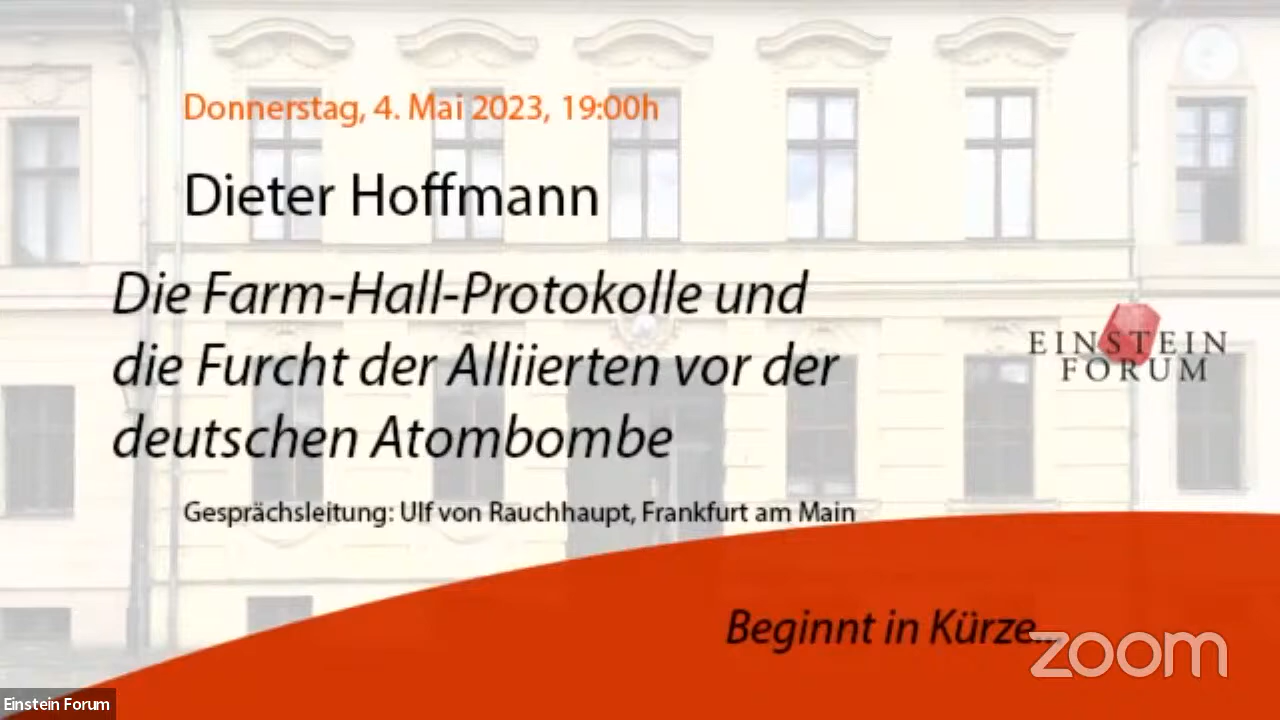 Donnerstag, 4. Mai 2023, 19:00h
Dieter Hoffmann
Die Farm-Hall-Protokolle und
die Furcht der Alliierten vor der
deutschen Atombombe
EINSTEIN
FORUM
Gesprächsleitung: Ulf von Rauchhaupt, Frankfurt am Main
Beginnt in Kürze...
zoom
Einstein Forum